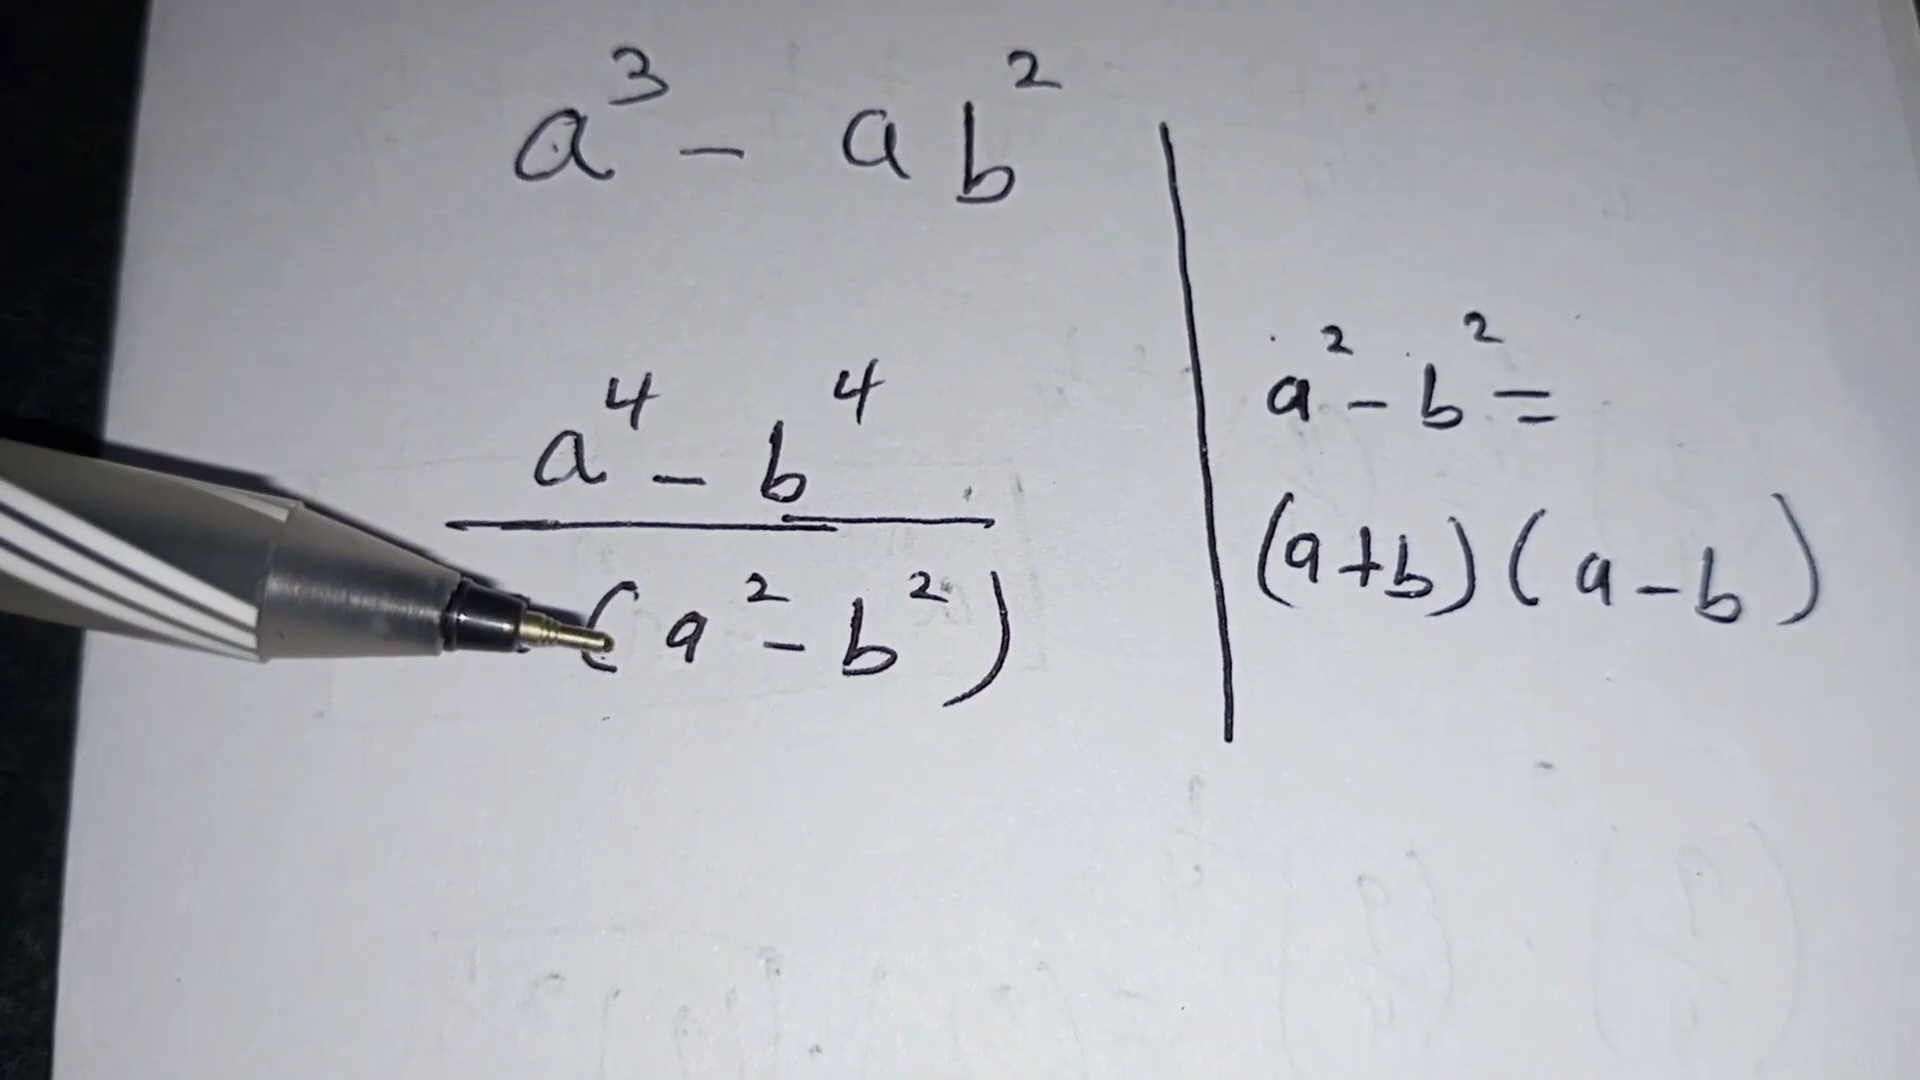 a³ - ab²
a⁴ - b⁴
(a² - b²)
a² - b² =
(a+b)(a-b)